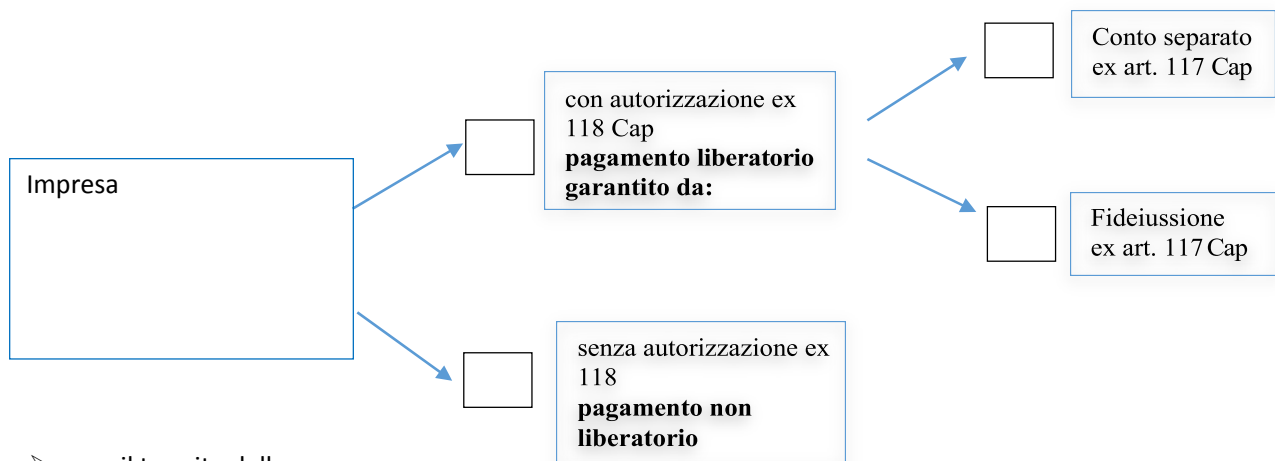 Conto separato
ex art. 117 Cap
con autorizzazione ex
118 Cap
pagamento liberatorio
garantito da:
Impresa
Fideiussione
ex art. 117 Cap
senza autorizzazione ex
118
pagamento non
liberatorio